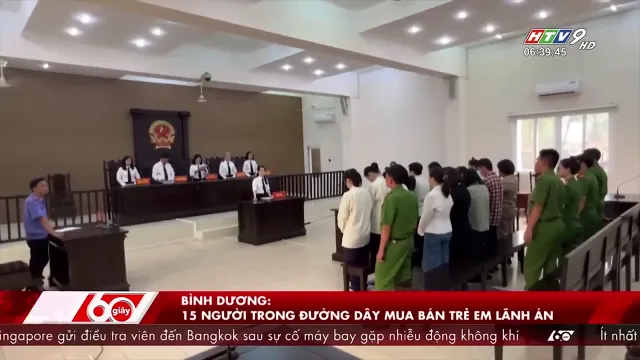 HTV9 HD
06:39:45
60 giây
BÌNH DƯƠNG:
15 NGƯỜI TRONG ĐƯỜNG DÂY MUA BÁN TRẺ EM LÃNH ÁN
Singapore gửi điều tra viên đến Bangkok sau sự cố máy bay gặp nhiễu động không khí 60 Ít nhất